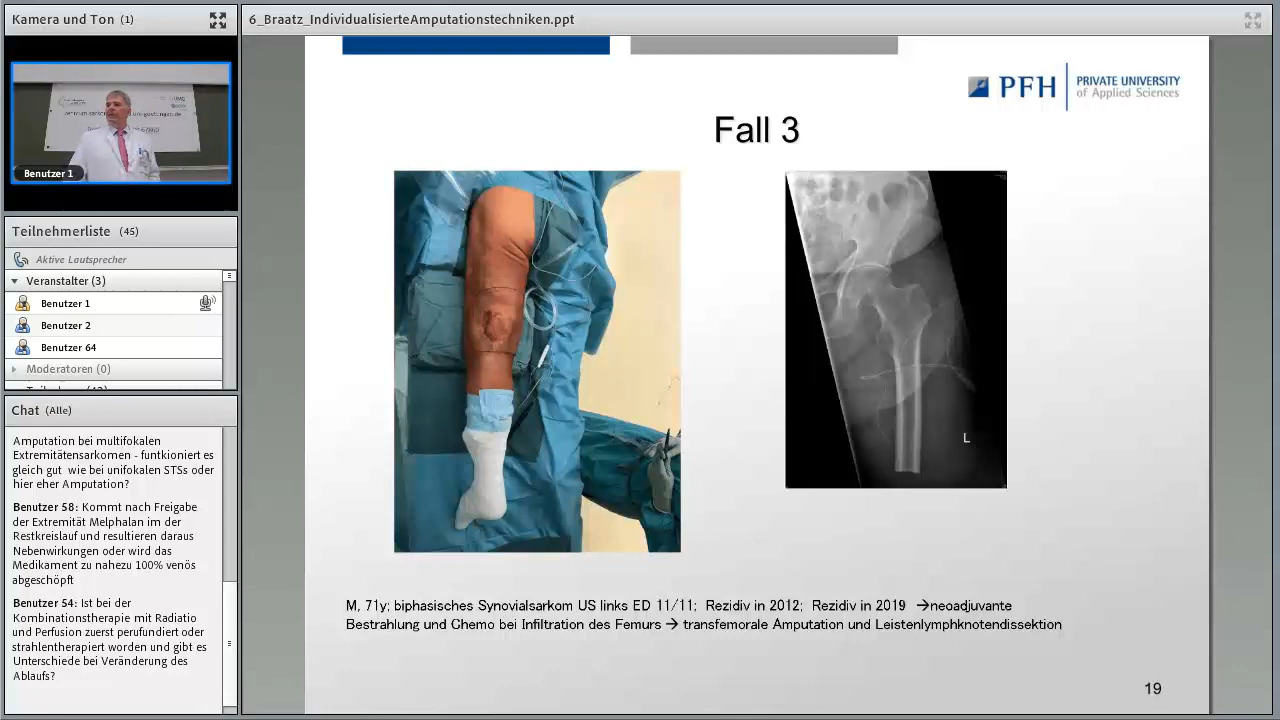 Kamera und Ton (1)
Benutzer 1
Teilnehmerliste (45)
Aktive Lautsprecher
Veranstalter (3)
Benutzer 1
Benutzer 2
Benutzer 64
Moderatoren (0)
Chat (Alle)
Amputation bei multifokalen
Extremitätensarkomen - funtkioniert es
gleich gut wie bei unifokalen STSs oder
hier eher Amputation?
Benutzer 58: Kommt nach Freigabe
der Extremität Melphalan im der
Restkreislauf und resultieren daraus
Nebenwirkungen oder wird das
Medikament zu nahezu 100% venös
abgeschöpft
Benutzer 54: Ist bei der
Kombinationstherapie mit Radiatio
und Perfusion zuerst perufundiert oder
strahlentherapiert worden und gibt es
Unterschiede bei Veränderung des
Ablaufs?
6_Braatz_IndividualisierteAmputationstechniken.ppt
PFH PRIVATE UNIVERSITY
of Applied Sciences
Fall 3
L
M, 71y; biphasisches Synovialsarkom US links ED 11/11; Rezidiv in 2012; Rezidiv in 2019 →neoadjuvante
Bestrahlung und Chemo bei Infiltration des Femurs → transfemorale Amputation und Leistenlymphknotendissektion
19